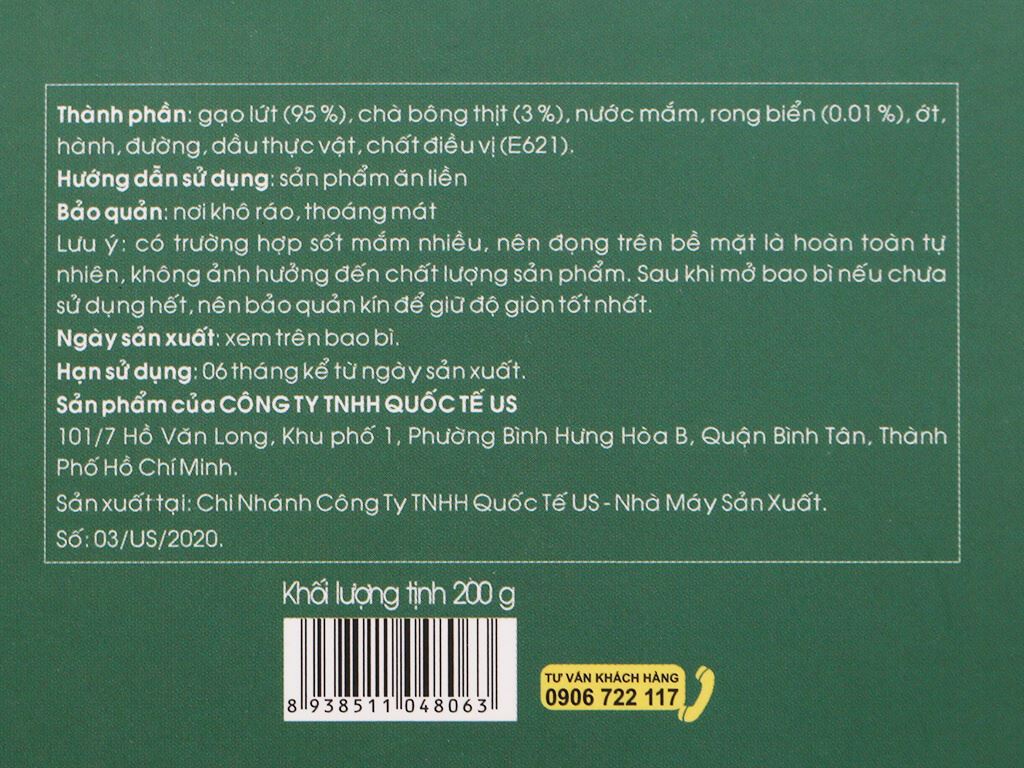 Thành phần: gạo lứt (95 %), chà bông thịt (3 %), nước mắm, rong biển (0.01 %), ớt,
hành, đường, dầu thực vật, chất điều vị (E621).
Hướng dẫn sử dụng: sản phẩm ăn liền
Bảo quản: nơi khô ráo, thoáng mát
Lưu ý: có trường hợp sốt mắm nhiều, nên đọng trên bề mặt là hoàn toàn tự
nhiên, không ảnh hưởng đến chất lượng sản phẩm. Sau khi mở bao bì nếu chưa
sử dụng hết, nên bảo quản kín để giữ độ giòn tốt nhất.
Ngày sản xuất: xem trên bao bì.
Hạn sử dụng: 06 tháng kể từ ngày sản xuất.
Sản phẩm của CÔNG TY TNHH QUỐC TẾ US
101/7 Hồ Văn Long, Khu phố 1, Phường Bình Hưng Hòa B, Quận Bình Tân, Thành
Phố Hồ Chí Minh.
Sản xuất tại: Chi Nhánh Công Ty TNHH Quốc Tế US - Nhà Máy Sản Xuất.
Số: 03/US/2020.
Khối lượng tịnh 200 g
8 938511 048063
TƯ VẤN KHÁCH HÀNG
0906 722 117